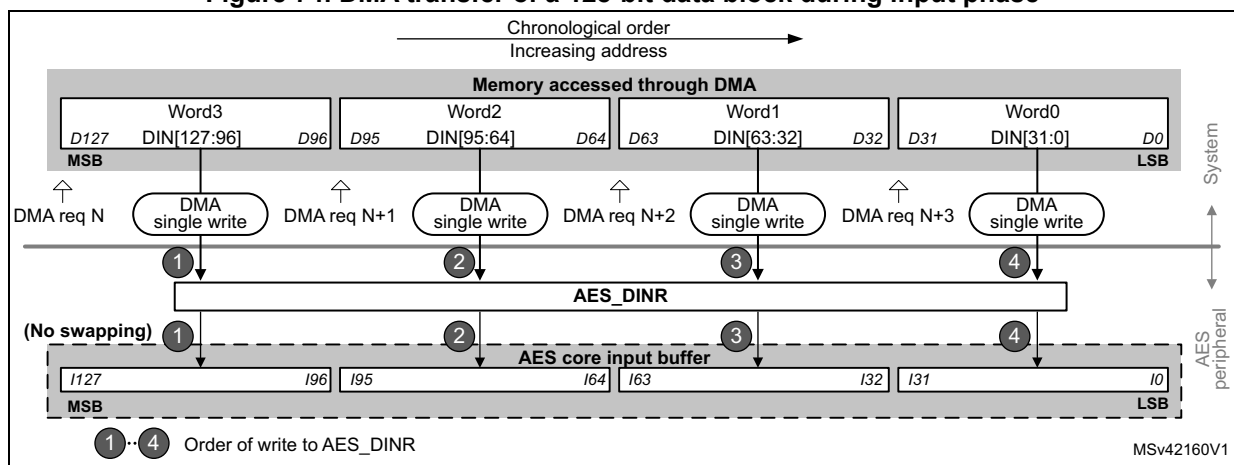 Figure 74. DMA transfer of a 128-bit data block during input phase
Chronological order
Increasing address
Memory accessed through DMA
Word3 Word2 Word1 Word0
D127 DIN[127:96] D96 D95 DIN[95:64] D64 D63 DIN[63:32] D32 D31 DIN[31:0] D0
MSB LSB
System
DMA req N DMA req N+1 DMA req N+2 DMA req N+3
DMA single write DMA single write DMA single write DMA single write
1 2 3 4
AES_DINR
(No swapping)
1 2 3 4
AES peripheral
AES core input buffer
I127 I96 I95 I64 I63 I32 I31 I0
MSB LSB
1··4 Order of write to AES_DINR
MSv42160V1